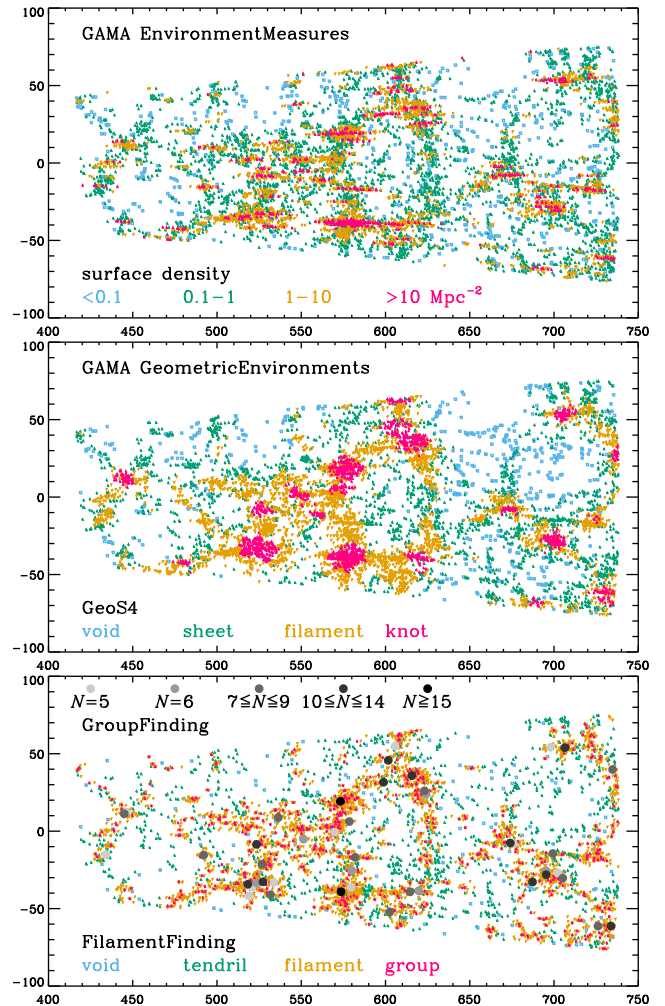 100
GAMA EnvironmentMeasures
50
0
−50
surface density
<0.1 0.1−1 1−10 >10 Mpc⁻²
−100
400 450 500 550 600 650 700 750
100
GAMA GeometricEnvironments
50
0
−50
GeoS4
void sheet filament knot
−100
400 450 500 550 600 650 700 750
100
N=5 N=6 7≦N≦9 10≦N≦14 N≧15
GroupFinding
50
0
−50
FilamentFinding
void tendril filament group
−100
400 450 500 550 600 650 700 750